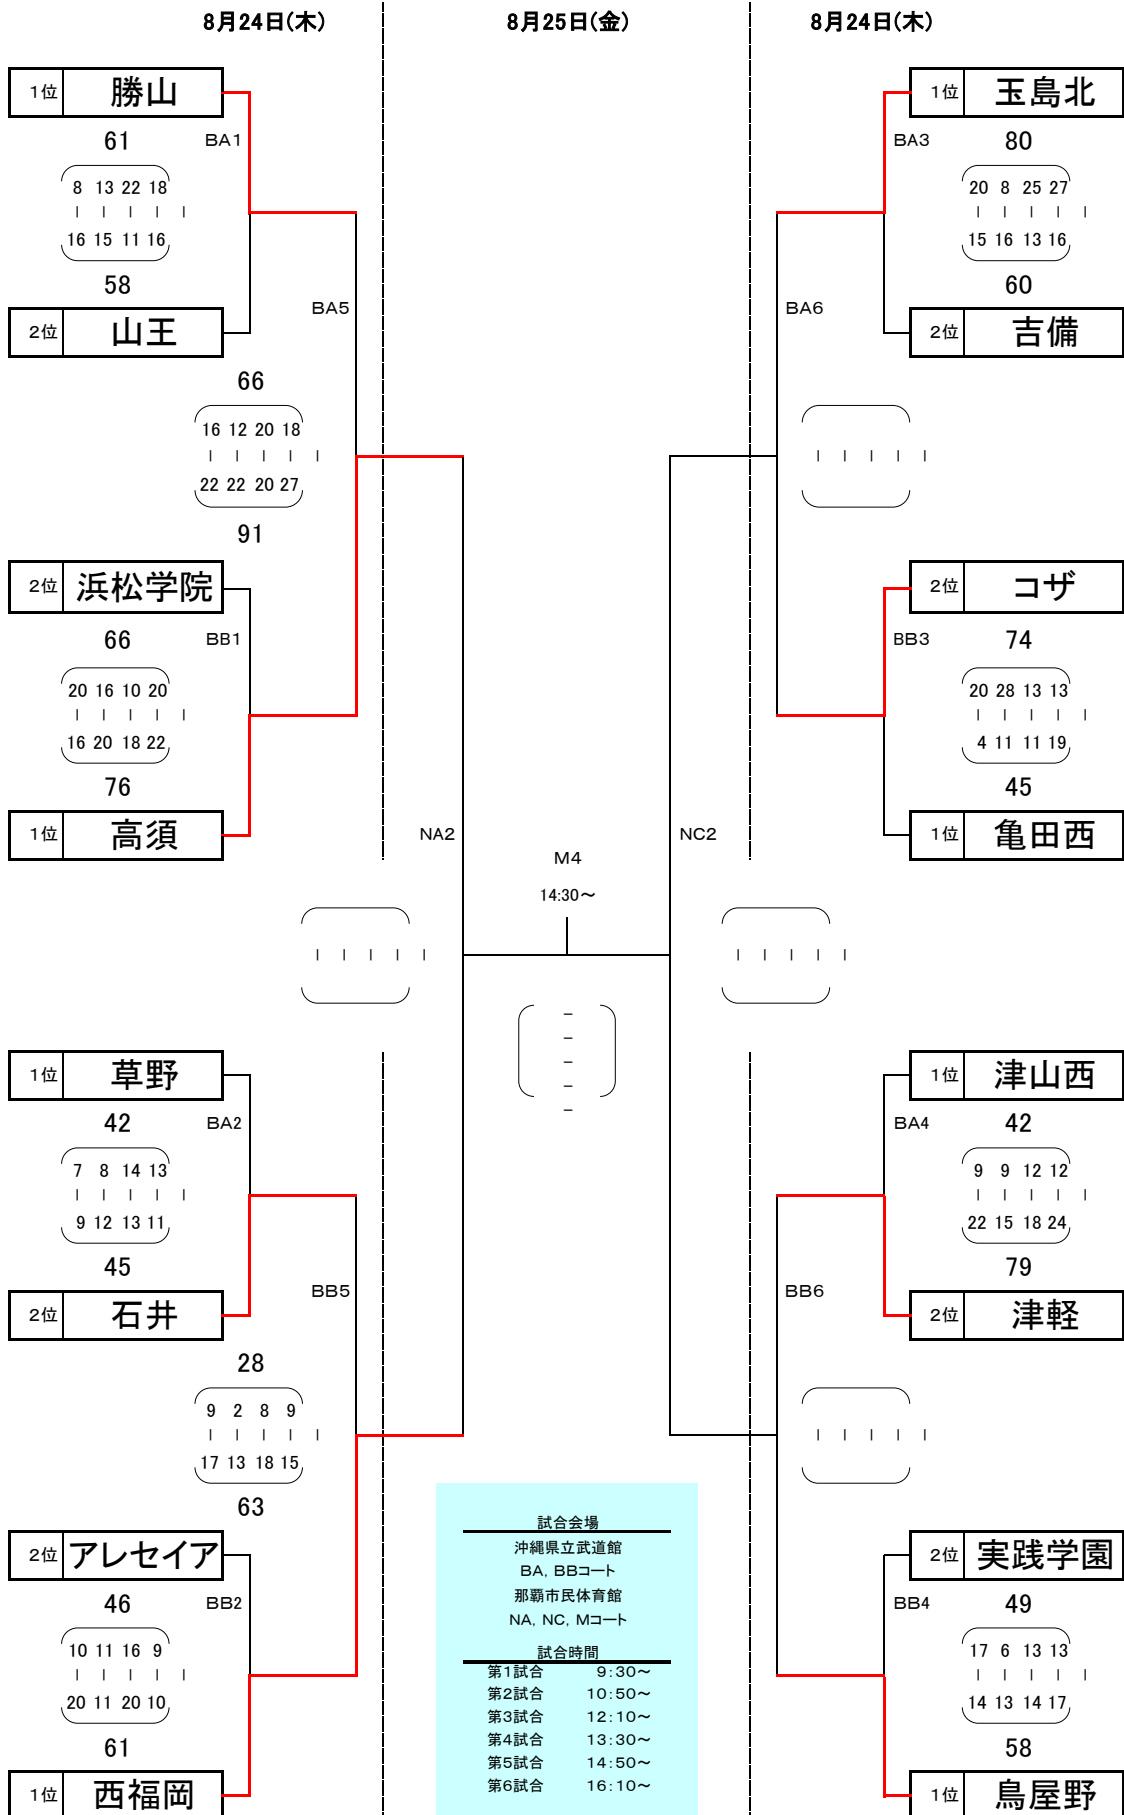 8月24日(木) 8月25日(金) 8月24日(木)
1位 勝山
61 BA1
8 13 22 18
16 15 11 16
58
2位 山王
BA5
66
16 12 20 18
22 22 20 27
91
2位 浜松学院
66 BB1
20 16 10 20
16 20 18 22
76
1位 高須
NA2
1位 草野
42 BA2
7 8 14 13
9 12 13 11
45
2位 石井
BB5
28
9 2 8 9
17 13 18 15
63
2位 アレセイア
46 BB2
10 11 16 9
20 11 20 10
61
1位 西福岡
M4
14:30～
試合会場
沖縄県立武道館
BA, BBコート
那覇市民体育館
NA, NC, Mコート
試合時間
第1試合 9:30～
第2試合 10:50～
第3試合 12:10～
第4試合 13:30～
第5試合 14:50～
第6試合 16:10～
1位 玉島北
BA3 80
20 8 25 27
15 16 13 16
60
2位 吉備
BA6
2位 コザ
BB3 74
20 28 13 13
4 11 11 19
45
1位 亀田西
NC2
1位 津山西
BA4 42
9 9 12 12
22 15 18 24
79
2位 津軽
BB6
2位 実践学園
BB4 49
17 6 13 13
14 13 14 17
58
1位 鳥屋野